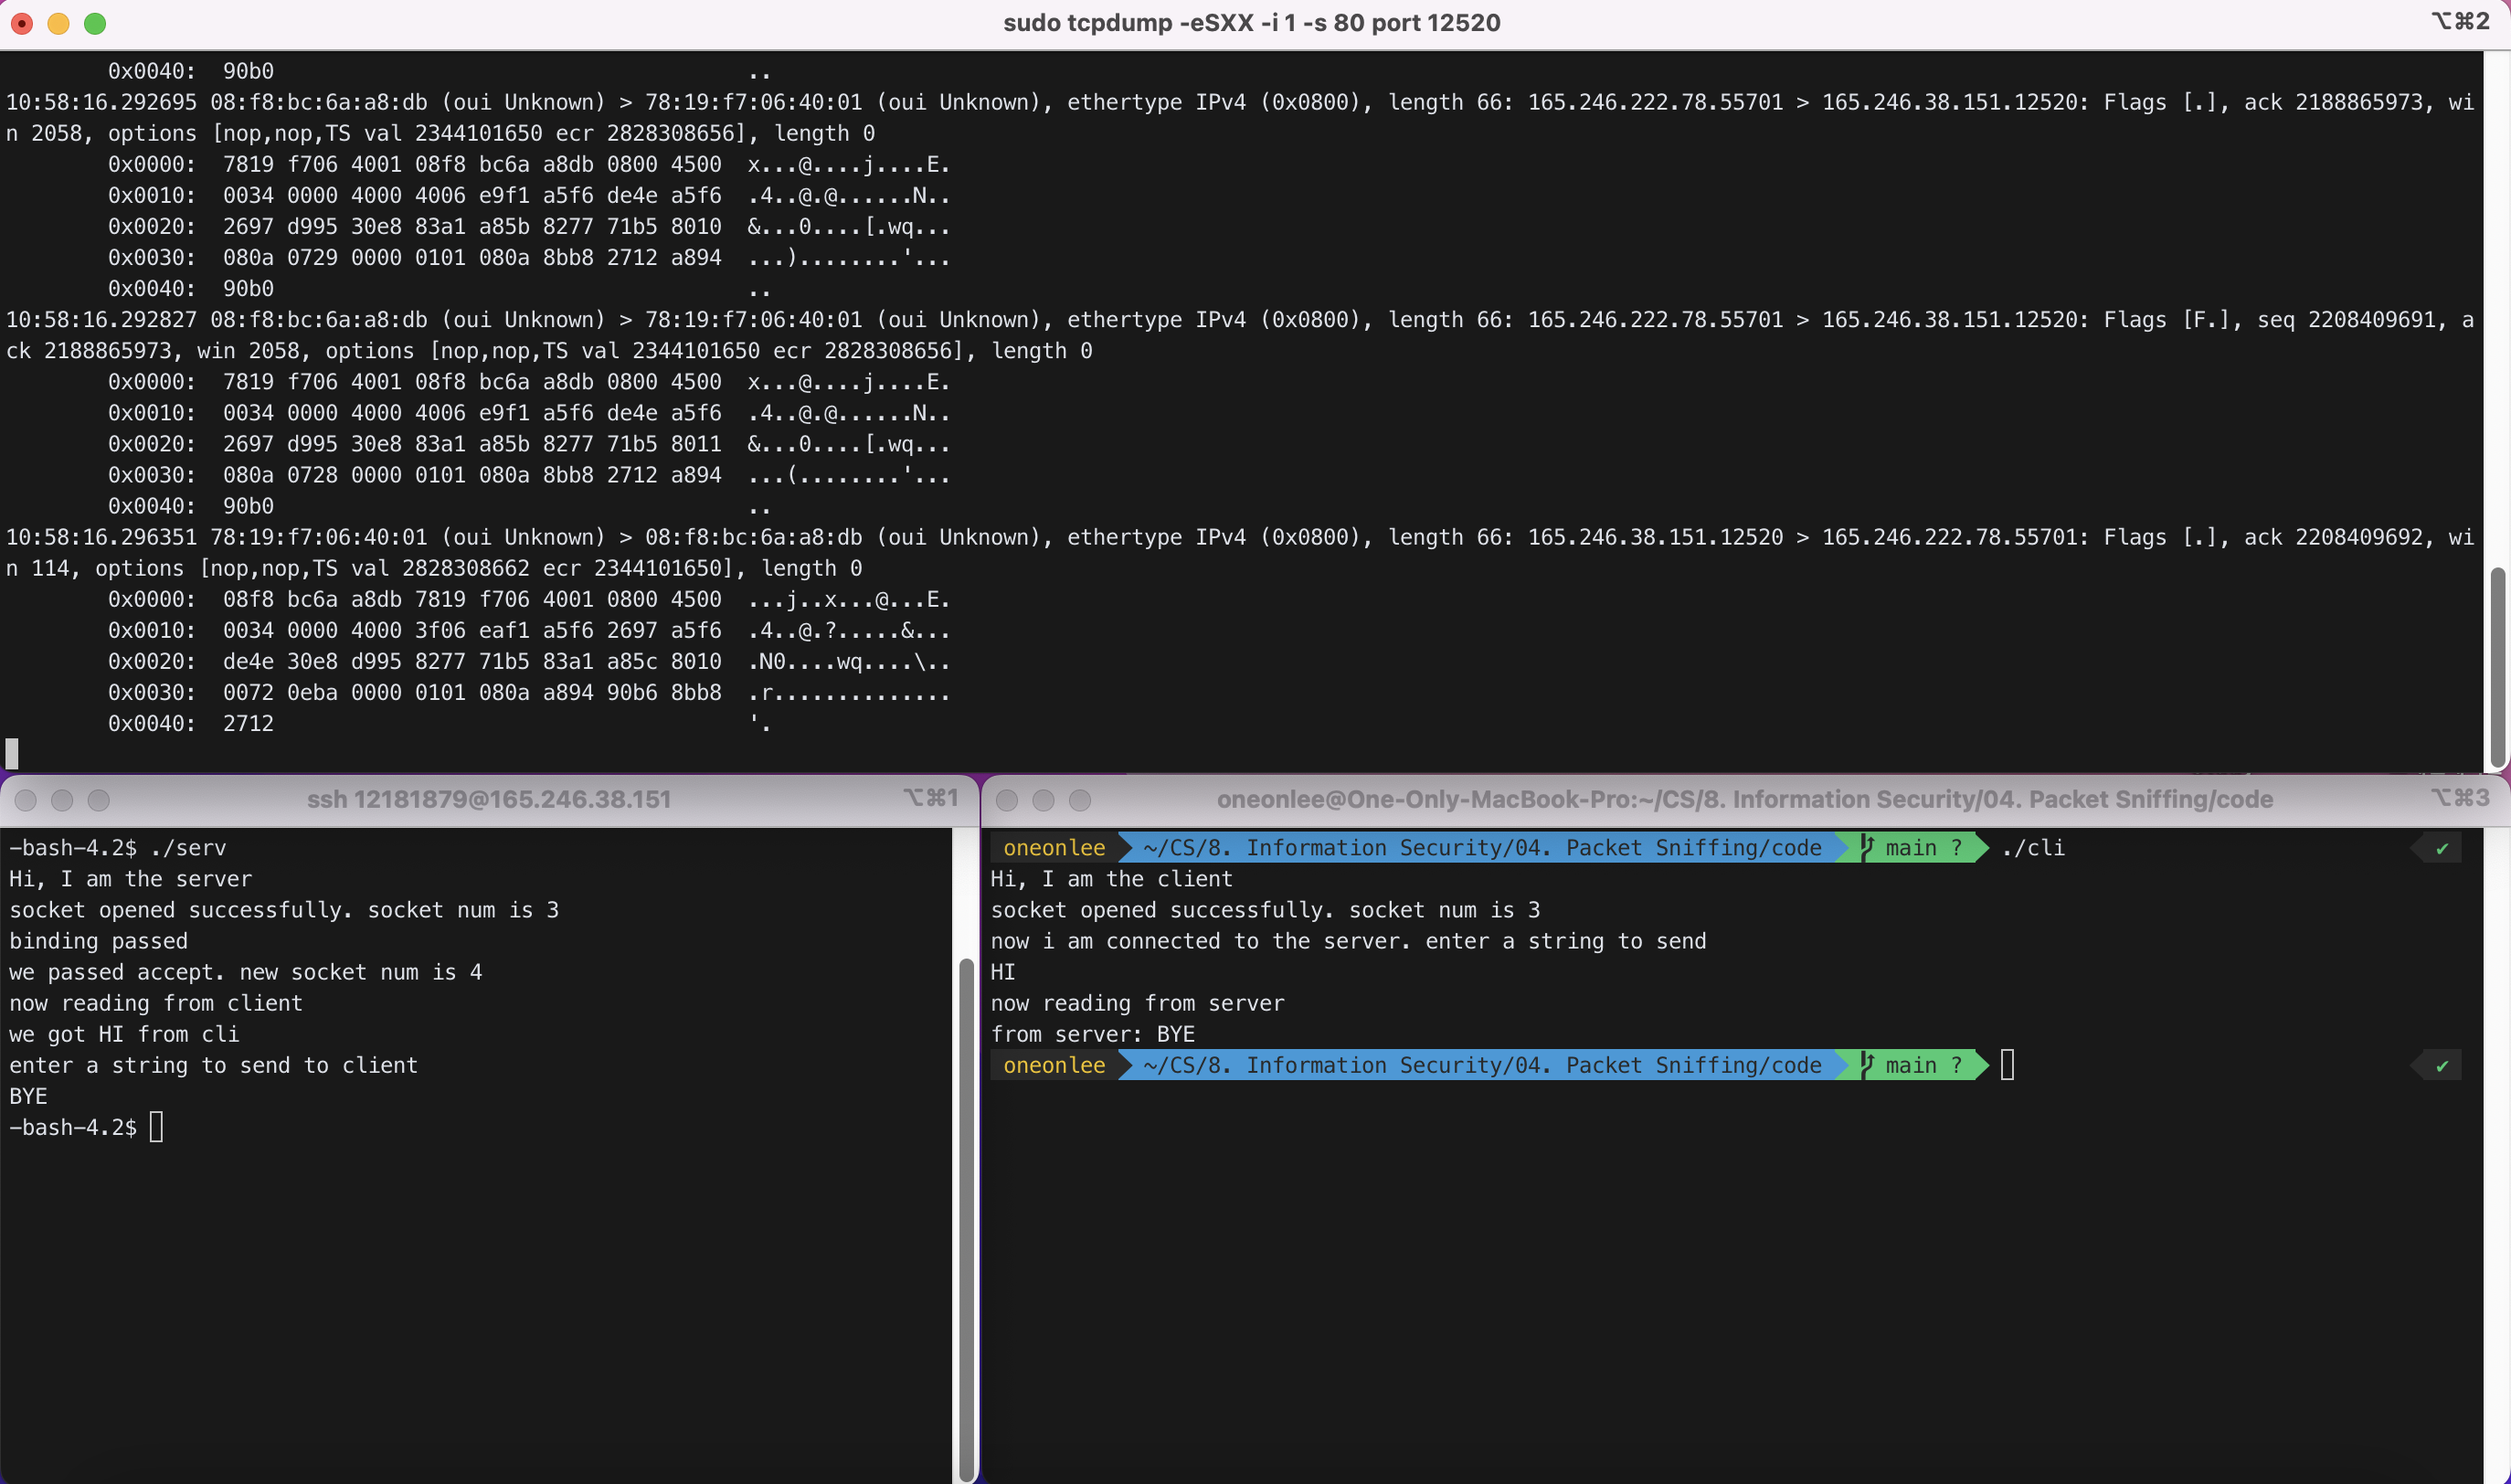 sudo tcpdump -eSXX -i 1 -s 80 port 12520
⌥⌘2
0x0040:  90b0                                     ..
10:58:16.292695 08:f8:bc:6a:a8:db (oui Unknown) > 78:19:f7:06:40:01 (oui Unknown), ethertype IPv4 (0x0800), length 66: 165.246.222.78.55701 > 165.246.38.151.12520: Flags [.], ack 2188865973, wi
n 2058, options [nop,nop,TS val 2344101650 ecr 2828308656], length 0
0x0000:  7819 f706 4001 08f8 bc6a a8db 0800 4500  x...@....j....E.
0x0010:  0034 0000 4000 4006 e9f1 a5f6 de4e a5f6  .4..@.@......N..
0x0020:  2697 d995 30e8 83a1 a85b 8277 71b5 8010  &...0....[.wq...
0x0030:  080a 0729 0000 0101 080a 8bb8 2712 a894  ...)........'...
0x0040:  90b0                                     ..
10:58:16.292827 08:f8:bc:6a:a8:db (oui Unknown) > 78:19:f7:06:40:01 (oui Unknown), ethertype IPv4 (0x0800), length 66: 165.246.222.78.55701 > 165.246.38.151.12520: Flags [F.], seq 2208409691, a
ck 2188865973, win 2058, options [nop,nop,TS val 2344101650 ecr 2828308656], length 0
0x0000:  7819 f706 4001 08f8 bc6a a8db 0800 4500  x...@....j....E.
0x0010:  0034 0000 4000 4006 e9f1 a5f6 de4e a5f6  .4..@.@......N..
0x0020:  2697 d995 30e8 83a1 a85b 8277 71b5 8011  &...0....[.wq...
0x0030:  080a 0728 0000 0101 080a 8bb8 2712 a894  ...(........'...
0x0040:  90b0                                     ..
10:58:16.296351 78:19:f7:06:40:01 (oui Unknown) > 08:f8:bc:6a:a8:db (oui Unknown), ethertype IPv4 (0x0800), length 66: 165.246.38.151.12520 > 165.246.222.78.55701: Flags [.], ack 2208409692, wi
n 114, options [nop,nop,TS val 2828308662 ecr 2344101650], length 0
0x0000:  08f8 bc6a a8db 7819 f706 4001 0800 4500  ...j..x...@...E.
0x0010:  0034 0000 4000 3f06 eaf1 a5f6 2697 a5f6  .4..@.?.....&...
0x0020:  de4e 30e8 d995 8277 71b5 83a1 a85c 8010  .N0....wq....\..
0x0030:  0072 0eba 0000 0101 080a a894 90b6 8bb8  .r..............
0x0040:  2712                                     '.
ssh 12181879@165.246.38.151
⌥⌘1
-bash-4.2$ ./serv
Hi, I am the server
socket opened successfully. socket num is 3
binding passed
we passed accept. new socket num is 4
now reading from client
we got HI from cli
enter a string to send to client
BYE
-bash-4.2$
oneonlee@One-Only-MacBook-Pro:~/CS/8. Information Security/04. Packet Sniffing/code
⌥⌘3
oneonlee ~/CS/8. Information Security/04. Packet Sniffing/code main ? ./cli ✔
Hi, I am the client
socket opened successfully. socket num is 3
now i am connected to the server. enter a string to send
HI
now reading from server
from server: BYE
oneonlee ~/CS/8. Information Security/04. Packet Sniffing/code main ? ✔